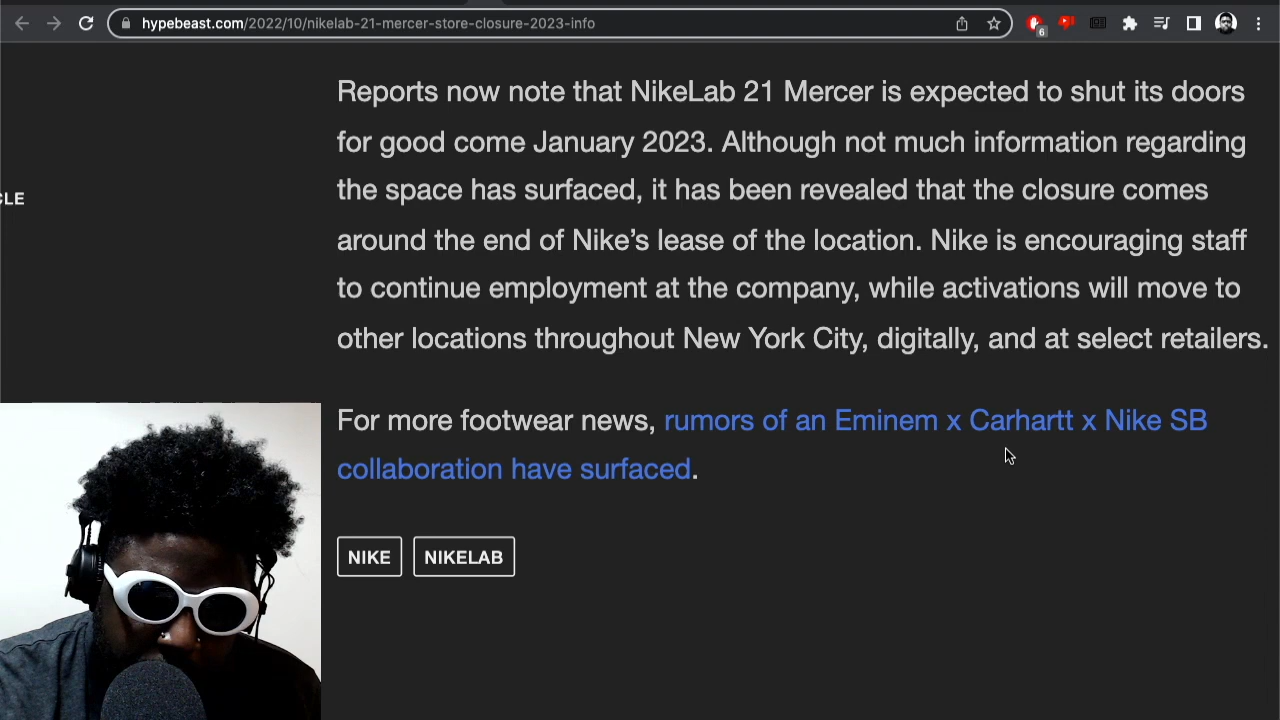 hypebeast.com/2022/10/nikelab-21-mercer-store-closure-2023-info
6
Reports now note that NikeLab 21 Mercer is expected to shut its doors
for good come January 2023. Although not much information regarding
the space has surfaced, it has been revealed that the closure comes
around the end of Nike’s lease of the location. Nike is encouraging staff
to continue employment at the company, while activations will move to
other locations throughout New York City, digitally, and at select retailers.
CLE
For more footwear news, rumors of an Eminem x Carhartt x Nike SB
collaboration have surfaced.
NIKE NIKELAB